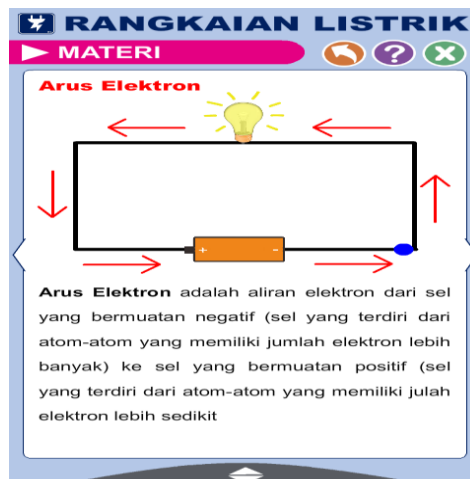 RANGKAIAN LISTRIK
MATERI
?
Arus Elektron
+ -
Arus Elektron adalah aliran elektron dari sel
yang bermuatan negatif (sel yang terdiri dari
atom-atom yang memiliki jumlah elektron lebih
banyak) ke sel yang bermuatan positif (sel
yang terdiri dari atom-atom yang memiliki julah
elektron lebih sedikit